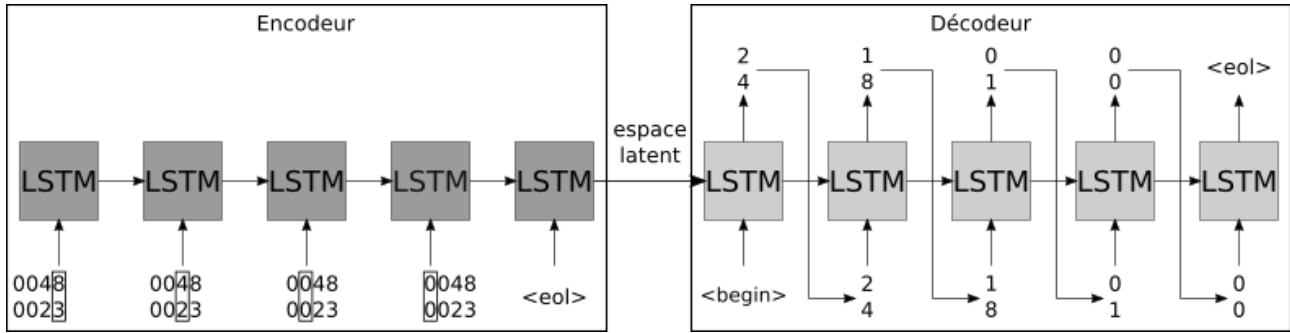 Encodeur
LSTM LSTM LSTM LSTM LSTM
0048 0048 0048 0048 <eol>
0023 0023 0023 0023
espace
latent
Décodeur
2 1 0 0 <eol>
4 8 1 0
LSTM LSTM LSTM LSTM LSTM
<begin> 2 1 0 0
4 8 1 0